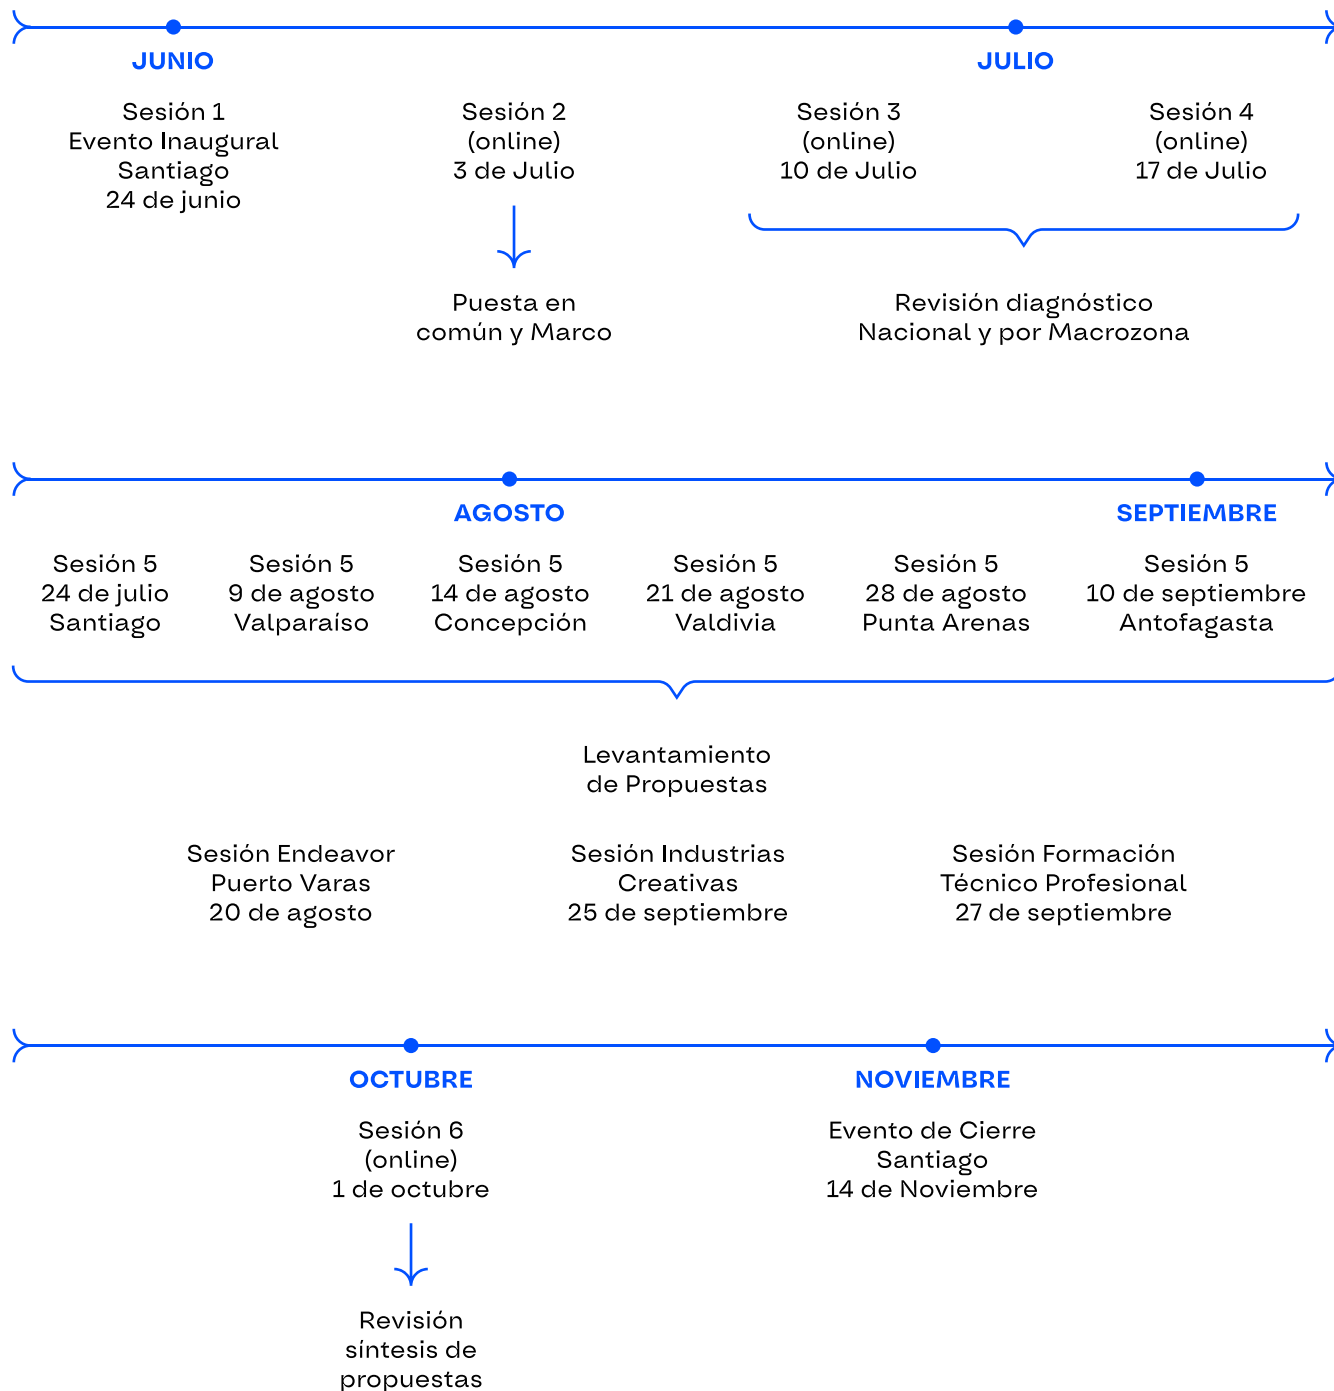 JUNIO
JULIO
Sesión 1
Evento Inaugural
Santiago
24 de junio
Sesión 2
(online)
3 de Julio
Sesión 3
(online)
10 de Julio
Sesión 4
(online)
17 de Julio
Puesta en
común y Marco
Revisión diagnóstico
Nacional y por Macrozona
AGOSTO
SEPTIEMBRE
Sesión 5
24 de julio
Santiago
Sesión 5
9 de agosto
Valparaíso
Sesión 5
14 de agosto
Concepción
Sesión 5
21 de agosto
Valdivia
Sesión 5
28 de agosto
Punta Arenas
Sesión 5
10 de septiembre
Antofagasta
Levantamiento
de Propuestas
Sesión Endeavor
Puerto Varas
20 de agosto
Sesión Industrias
Creativas
25 de septiembre
Sesión Formación
Técnico Profesional
27 de septiembre
OCTUBRE
NOVIEMBRE
Sesión 6
(online)
1 de octubre
Evento de Cierre
Santiago
14 de Noviembre
Revisión
síntesis de
propuestas